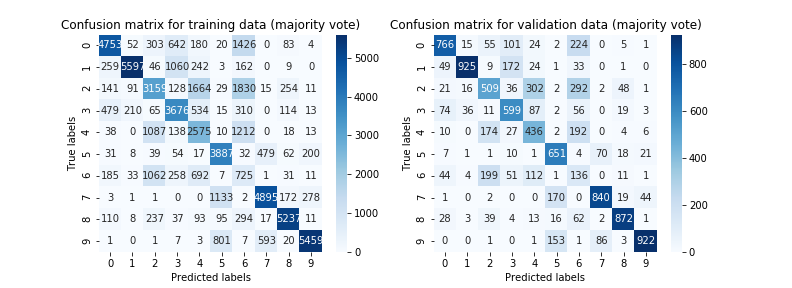 Confusion matrix for training data (majority vote)
0 4753 52 303 642 180 20 1426 0 83 4
1 259 5597 46 1060 242 3 162 0 9 0
2 141 91 3159 128 1664 29 1830 15 254 11
3 479 210 65 3676 534 15 310 0 114 13
4 38 0 1087 138 2575 10 1212 0 18 13
5 31 8 39 54 17 3887 32 479 62 200
6 185 33 1062 258 692 7 725 1 31 11
7 3 1 1 0 0 1133 2 4895 172 278
8 110 8 237 37 93 95 294 17 5237 11
9 1 0 1 7 3 801 7 593 20 5459
0 1 2 3 4 5 6 7 8 9
Predicted labels
True labels
5000
4000
3000
2000
1000
0
Confusion matrix for validation data (majority vote)
0 766 15 55 101 24 2 224 0 5 1
1 49 925 9 172 24 1 33 0 1 0
2 21 16 509 36 302 2 292 2 48 1
3 74 36 11 599 87 2 56 0 19 3
4 10 0 174 27 436 2 192 0 4 6
5 7 1 1 10 1 651 4 70 18 21
6 44 4 199 51 112 1 136 0 11 1
7 1 0 2 0 0 170 0 840 19 44
8 28 3 39 4 13 16 62 2 872 1
9 0 0 1 0 1 153 1 86 3 922
0 1 2 3 4 5 6 7 8 9
Predicted labels
True labels
800
600
400
200
0